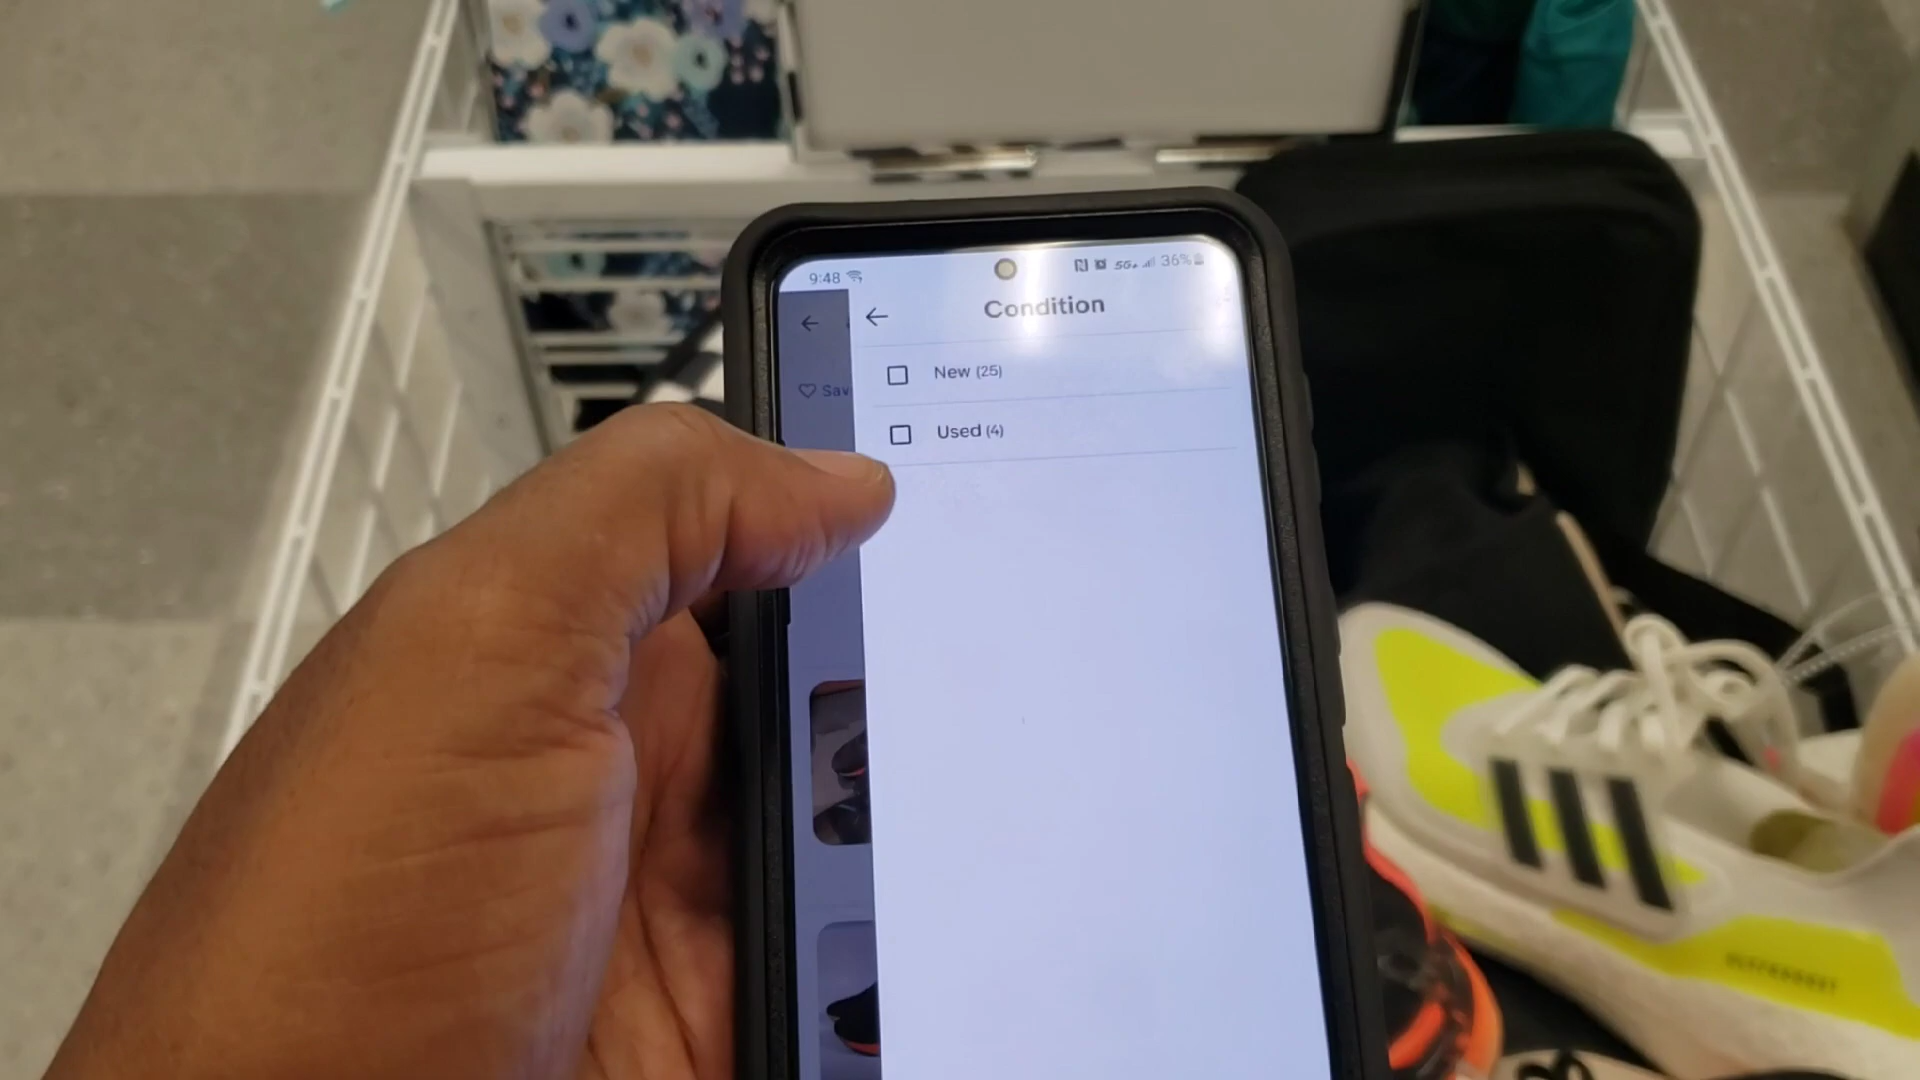 9:48 5G+ 36%
Condition
Sav
New (25)
Used (4)